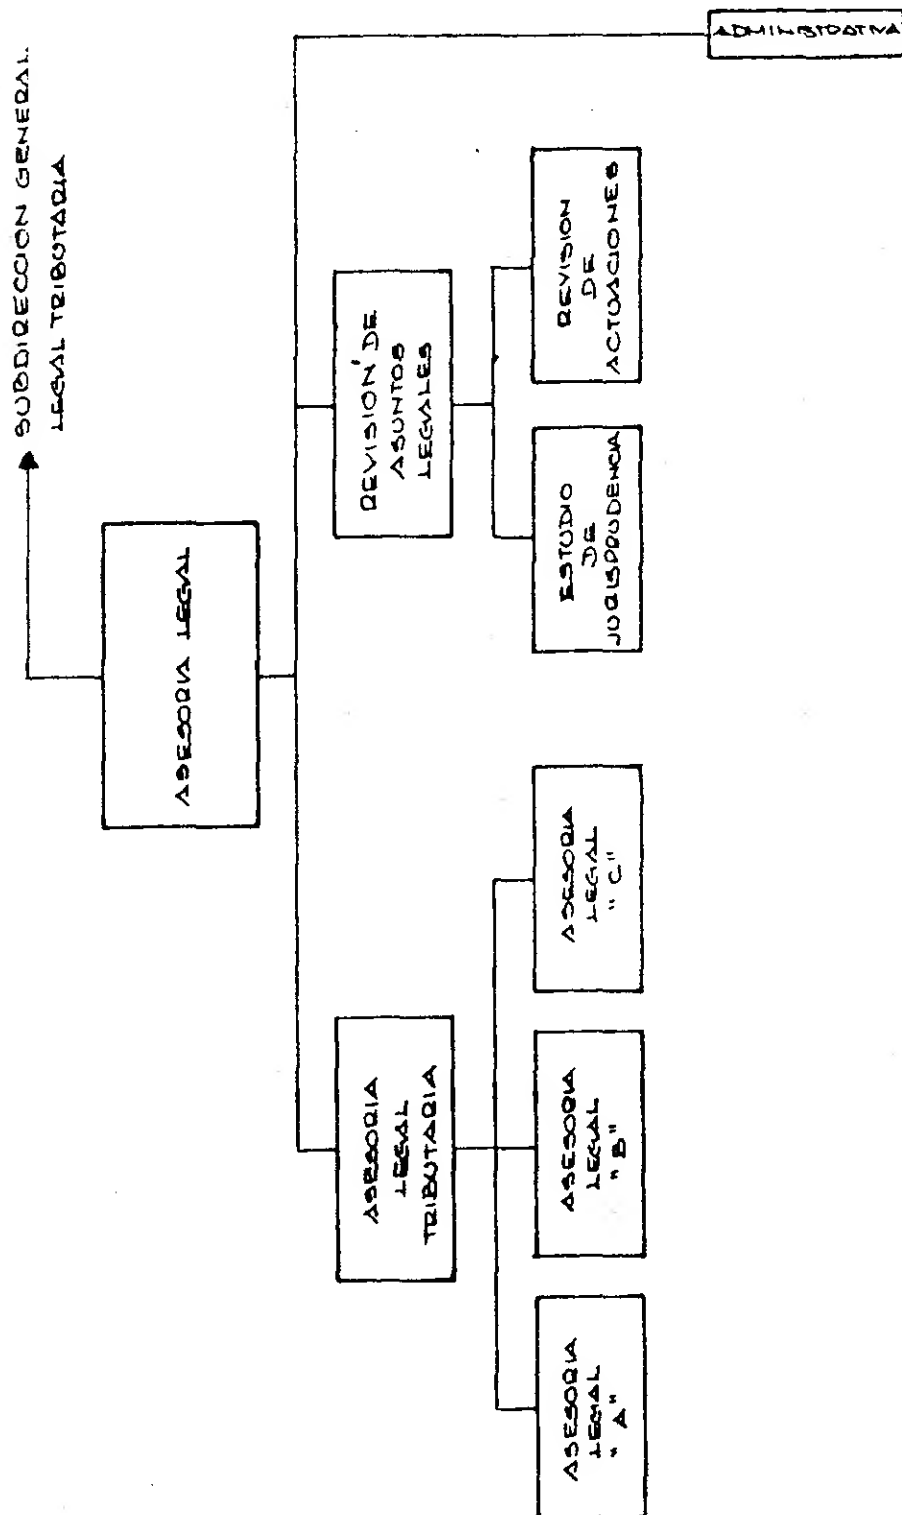 SUBDIRECCION GENERAL
LEGAL TRIBUTARIA
ASESORIA LEGAL
ASESORIA
LEGAL
TRIBUTARIA
REVISION DE
ASUNTOS
LEGALES
ADMINISTRATIVA
ASESORIA
LEGAL
"A"
ASESORIA
LEGAL
"B"
ASESORIA
LEGAL
"C"
ESTUDIO
DE
JURISPRUDENCIA
REVISION
DE
ACTUACIONES